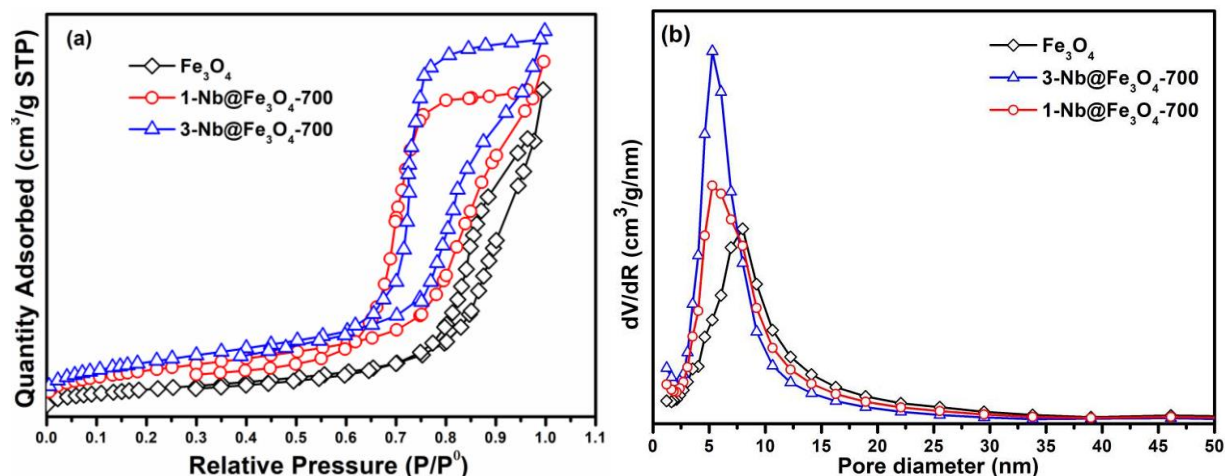 (a)
Fe₃O₄
1-Nb@Fe₃O₄-700
3-Nb@Fe₃O₄-700
Quantity Adsorbed (cm³/g STP)
0.0 0.1 0.2 0.3 0.4 0.5 0.6 0.7 0.8 0.9 1.0 1.1
Relative Pressure (P/P⁰)
(b)
Fe₃O₄
3-Nb@Fe₃O₄-700
1-Nb@Fe₃O₄-700
dV/dR (cm³/g/nm)
0 5 10 15 20 25 30 35 40 45 50
Pore diameter (nm)